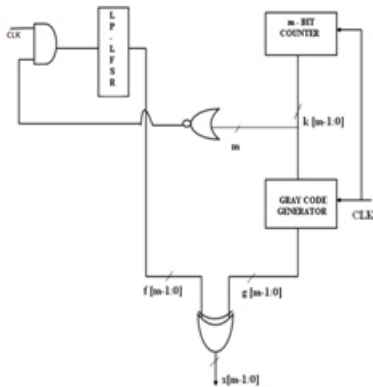 CLK
L
P
-
L
F
S
R
m - BIT
COUNTER
k [m-1:0]
m
GRAY CODE
GENERATOR
CLK
f [m-1:0]
g [m-1:0]
x[m-1:0]